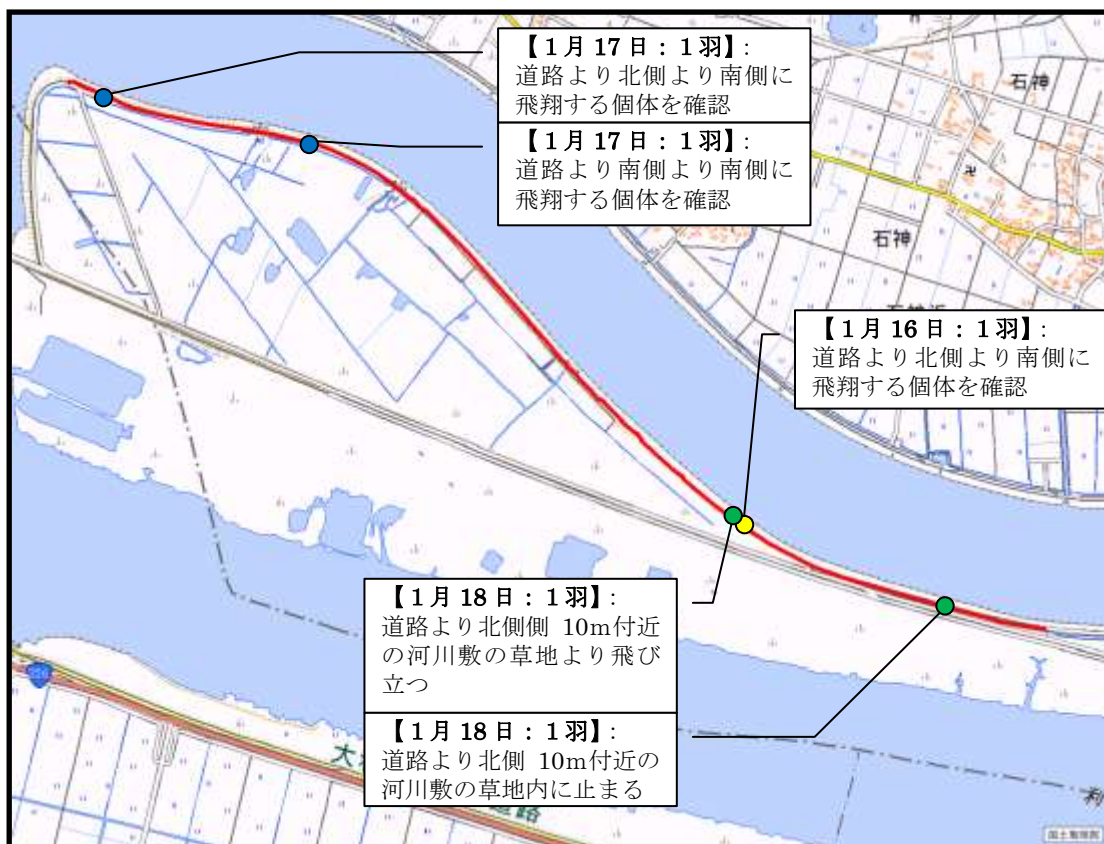 【1月17日：1羽】:
道路より北側より南側に
飛翔する個体を確認
【1月17日：1羽】:
道路より南側より南側に
飛翔する個体を確認
石神
石神
【1月16日：1羽】:
道路より北側より南側に
飛翔する個体を確認
【1月18日：1羽】:
道路より北側側 10m付近
の河川敷の草地より飛び
立つ
【1月18日：1羽】:
道路より北側 10m付近の
河川敷の草地内に止まる
大
道路
利
国土地理院